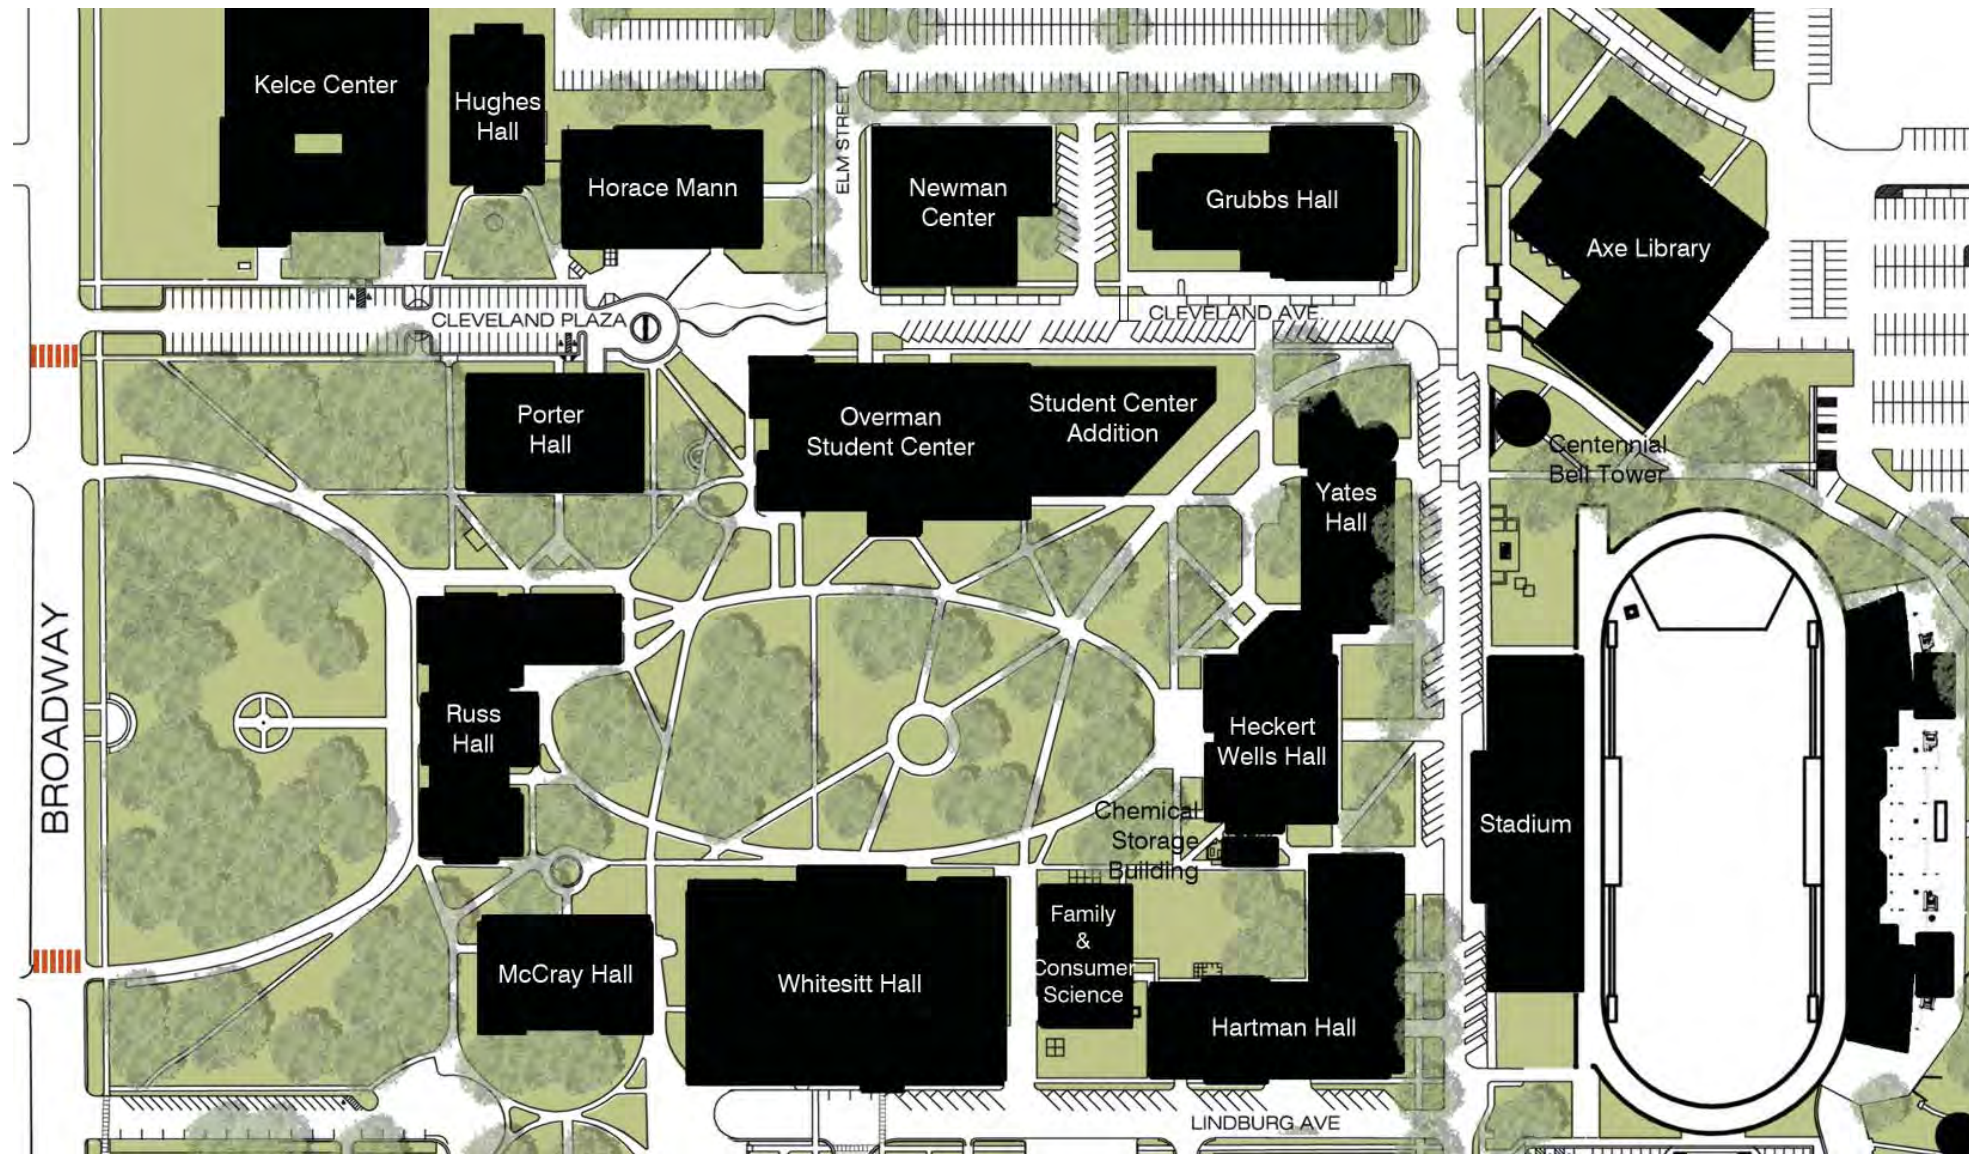 Kelce Center
Hughes
Hall
Horace Mann
ELM STREET
Newman
Center
Grubbs Hall
Axe Library
CLEVELAND PLAZA
CLEVELAND AVE.
Porter
Hall
Overman
Student Center
Student Center
Addition
Centennial
Bell Tower
Yates
Hall
BROADWAY
Russ
Hall
Heckert
Wells Hall
Chemical
Storage
Building
Stadium
Family
&
Consumer
Science
McCray Hall
Whitesitt Hall
Hartman Hall
LINDBURG AVE